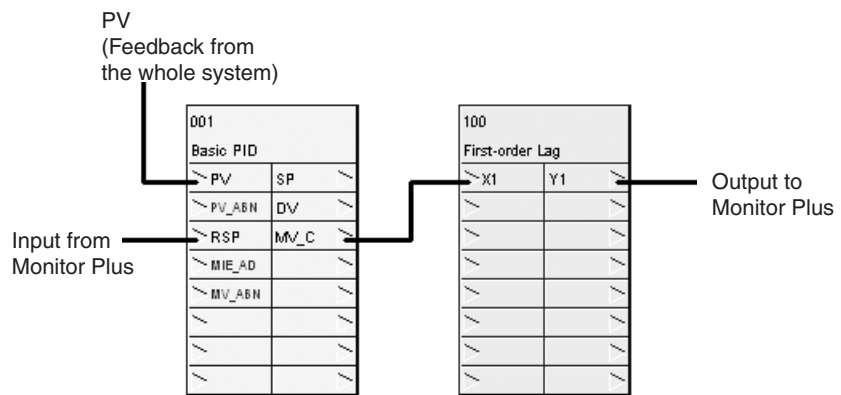 PV
(Feedback from
the whole system)
001
Basic PID
PV SP
PV_ABN DV
RSP MV_C
MIE_AD
MV_ABN
Input from
Monitor Plus
100
First-order Lag
X1 Y1
Output to
Monitor Plus